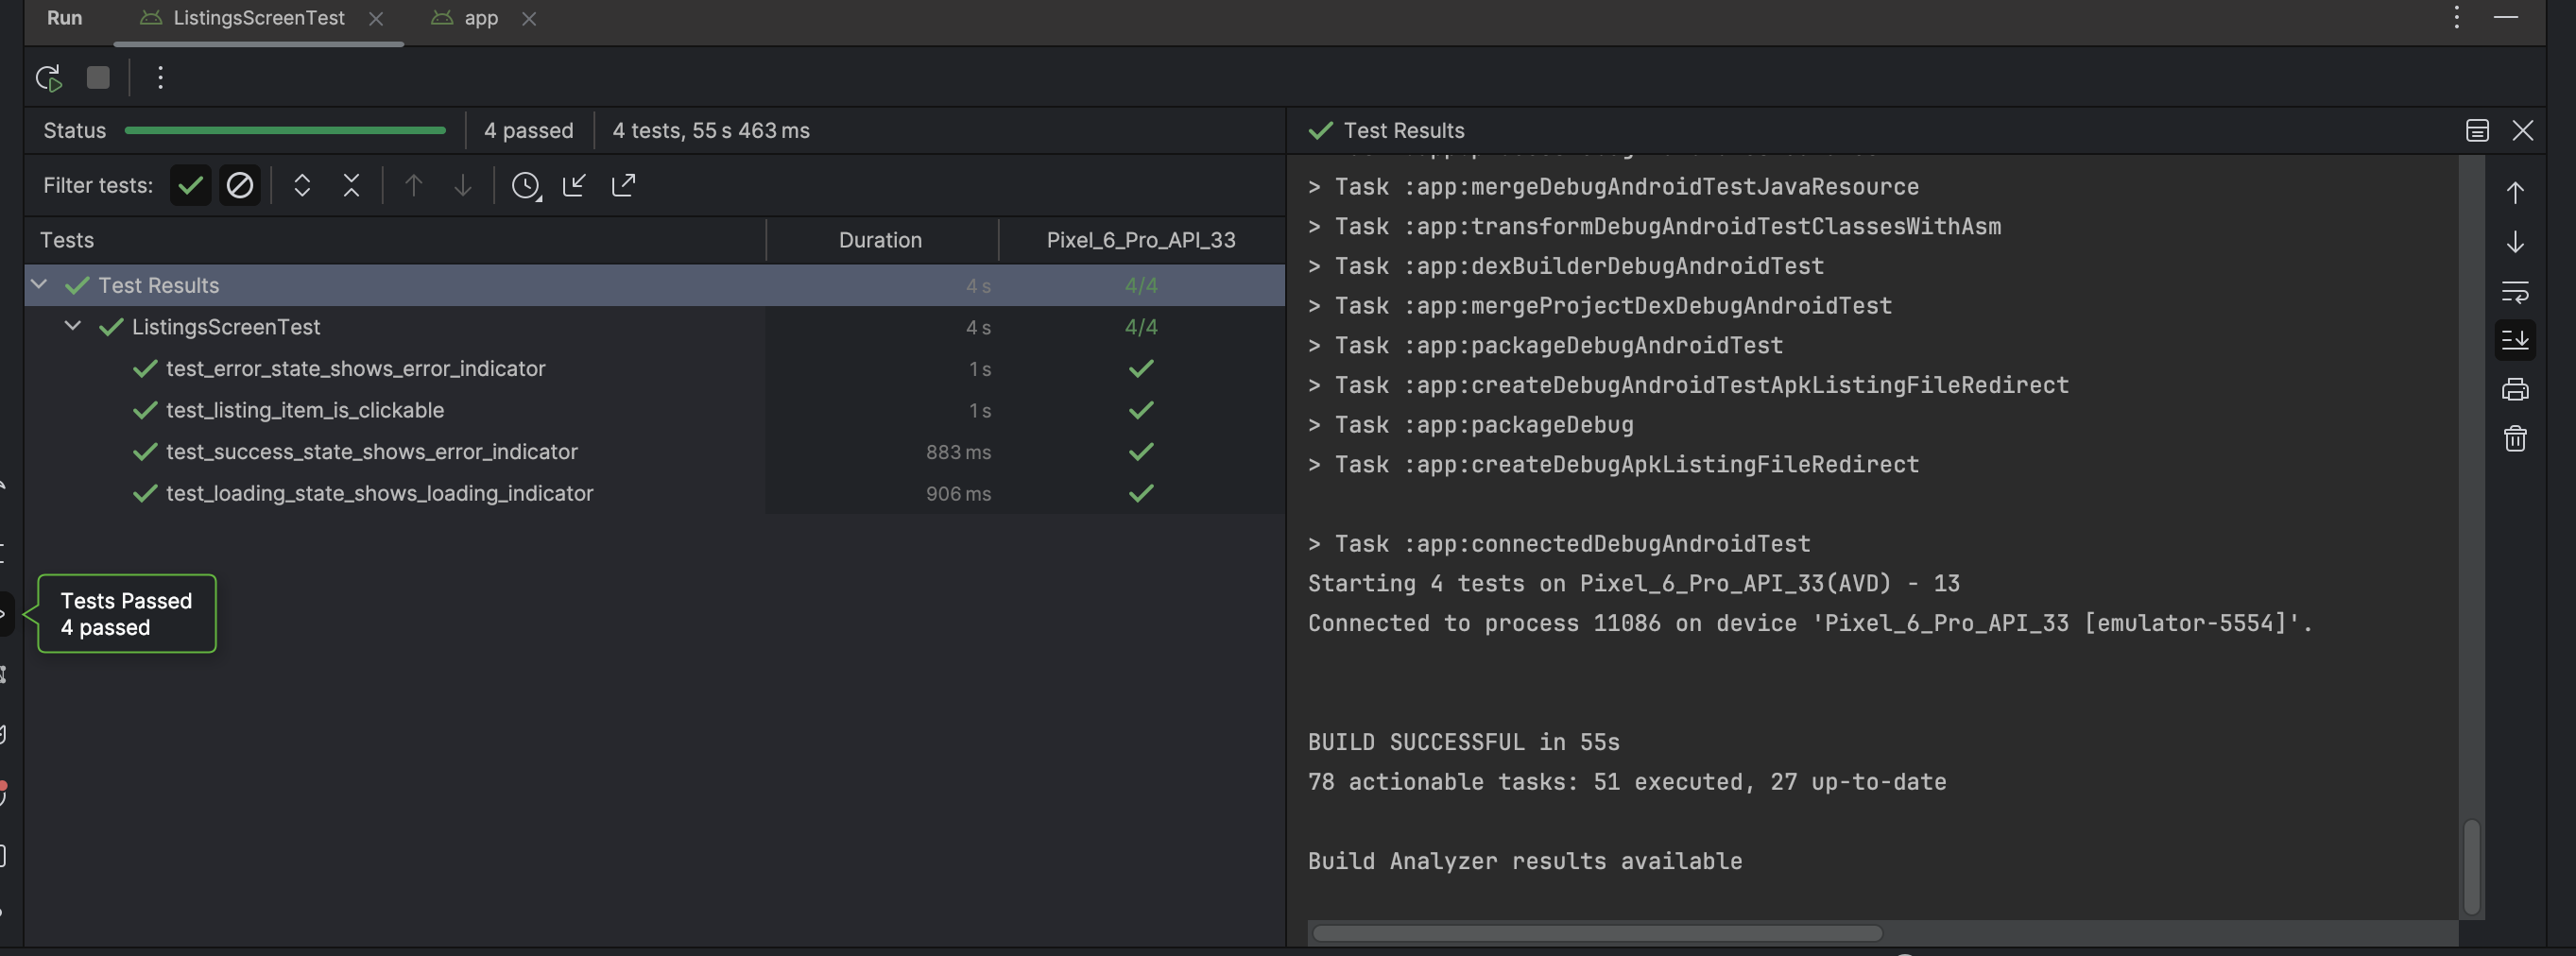 Run
ListingsScreenTest
app
Status
4 passed
4 tests, 55 s 463 ms
Filter tests:
Tests
Duration
Pixel_6_Pro_API_33
Test Results
4 s
4/4
ListingsScreenTest
4 s
4/4
test_error_state_shows_error_indicator
1 s
test_listing_item_is_clickable
1 s
test_success_state_shows_error_indicator
883 ms
test_loading_state_shows_loading_indicator
906 ms
Tests Passed
4 passed
Test Results
> Task :app:mergeDebugAndroidTestJavaResource
> Task :app:transformDebugAndroidTestClassesWithAsm
> Task :app:dexBuilderDebugAndroidTest
> Task :app:mergeProjectDexDebugAndroidTest
> Task :app:packageDebugAndroidTest
> Task :app:createDebugAndroidTestApkListingFileRedirect
> Task :app:packageDebug
> Task :app:createDebugApkListingFileRedirect
> Task :app:connectedDebugAndroidTest
Starting 4 tests on Pixel_6_Pro_API_33(AVD) - 13
Connected to process 11086 on device 'Pixel_6_Pro_API_33 [emulator-5554]'.
BUILD SUCCESSFUL in 55s
78 actionable tasks: 51 executed, 27 up-to-date
Build Analyzer results available